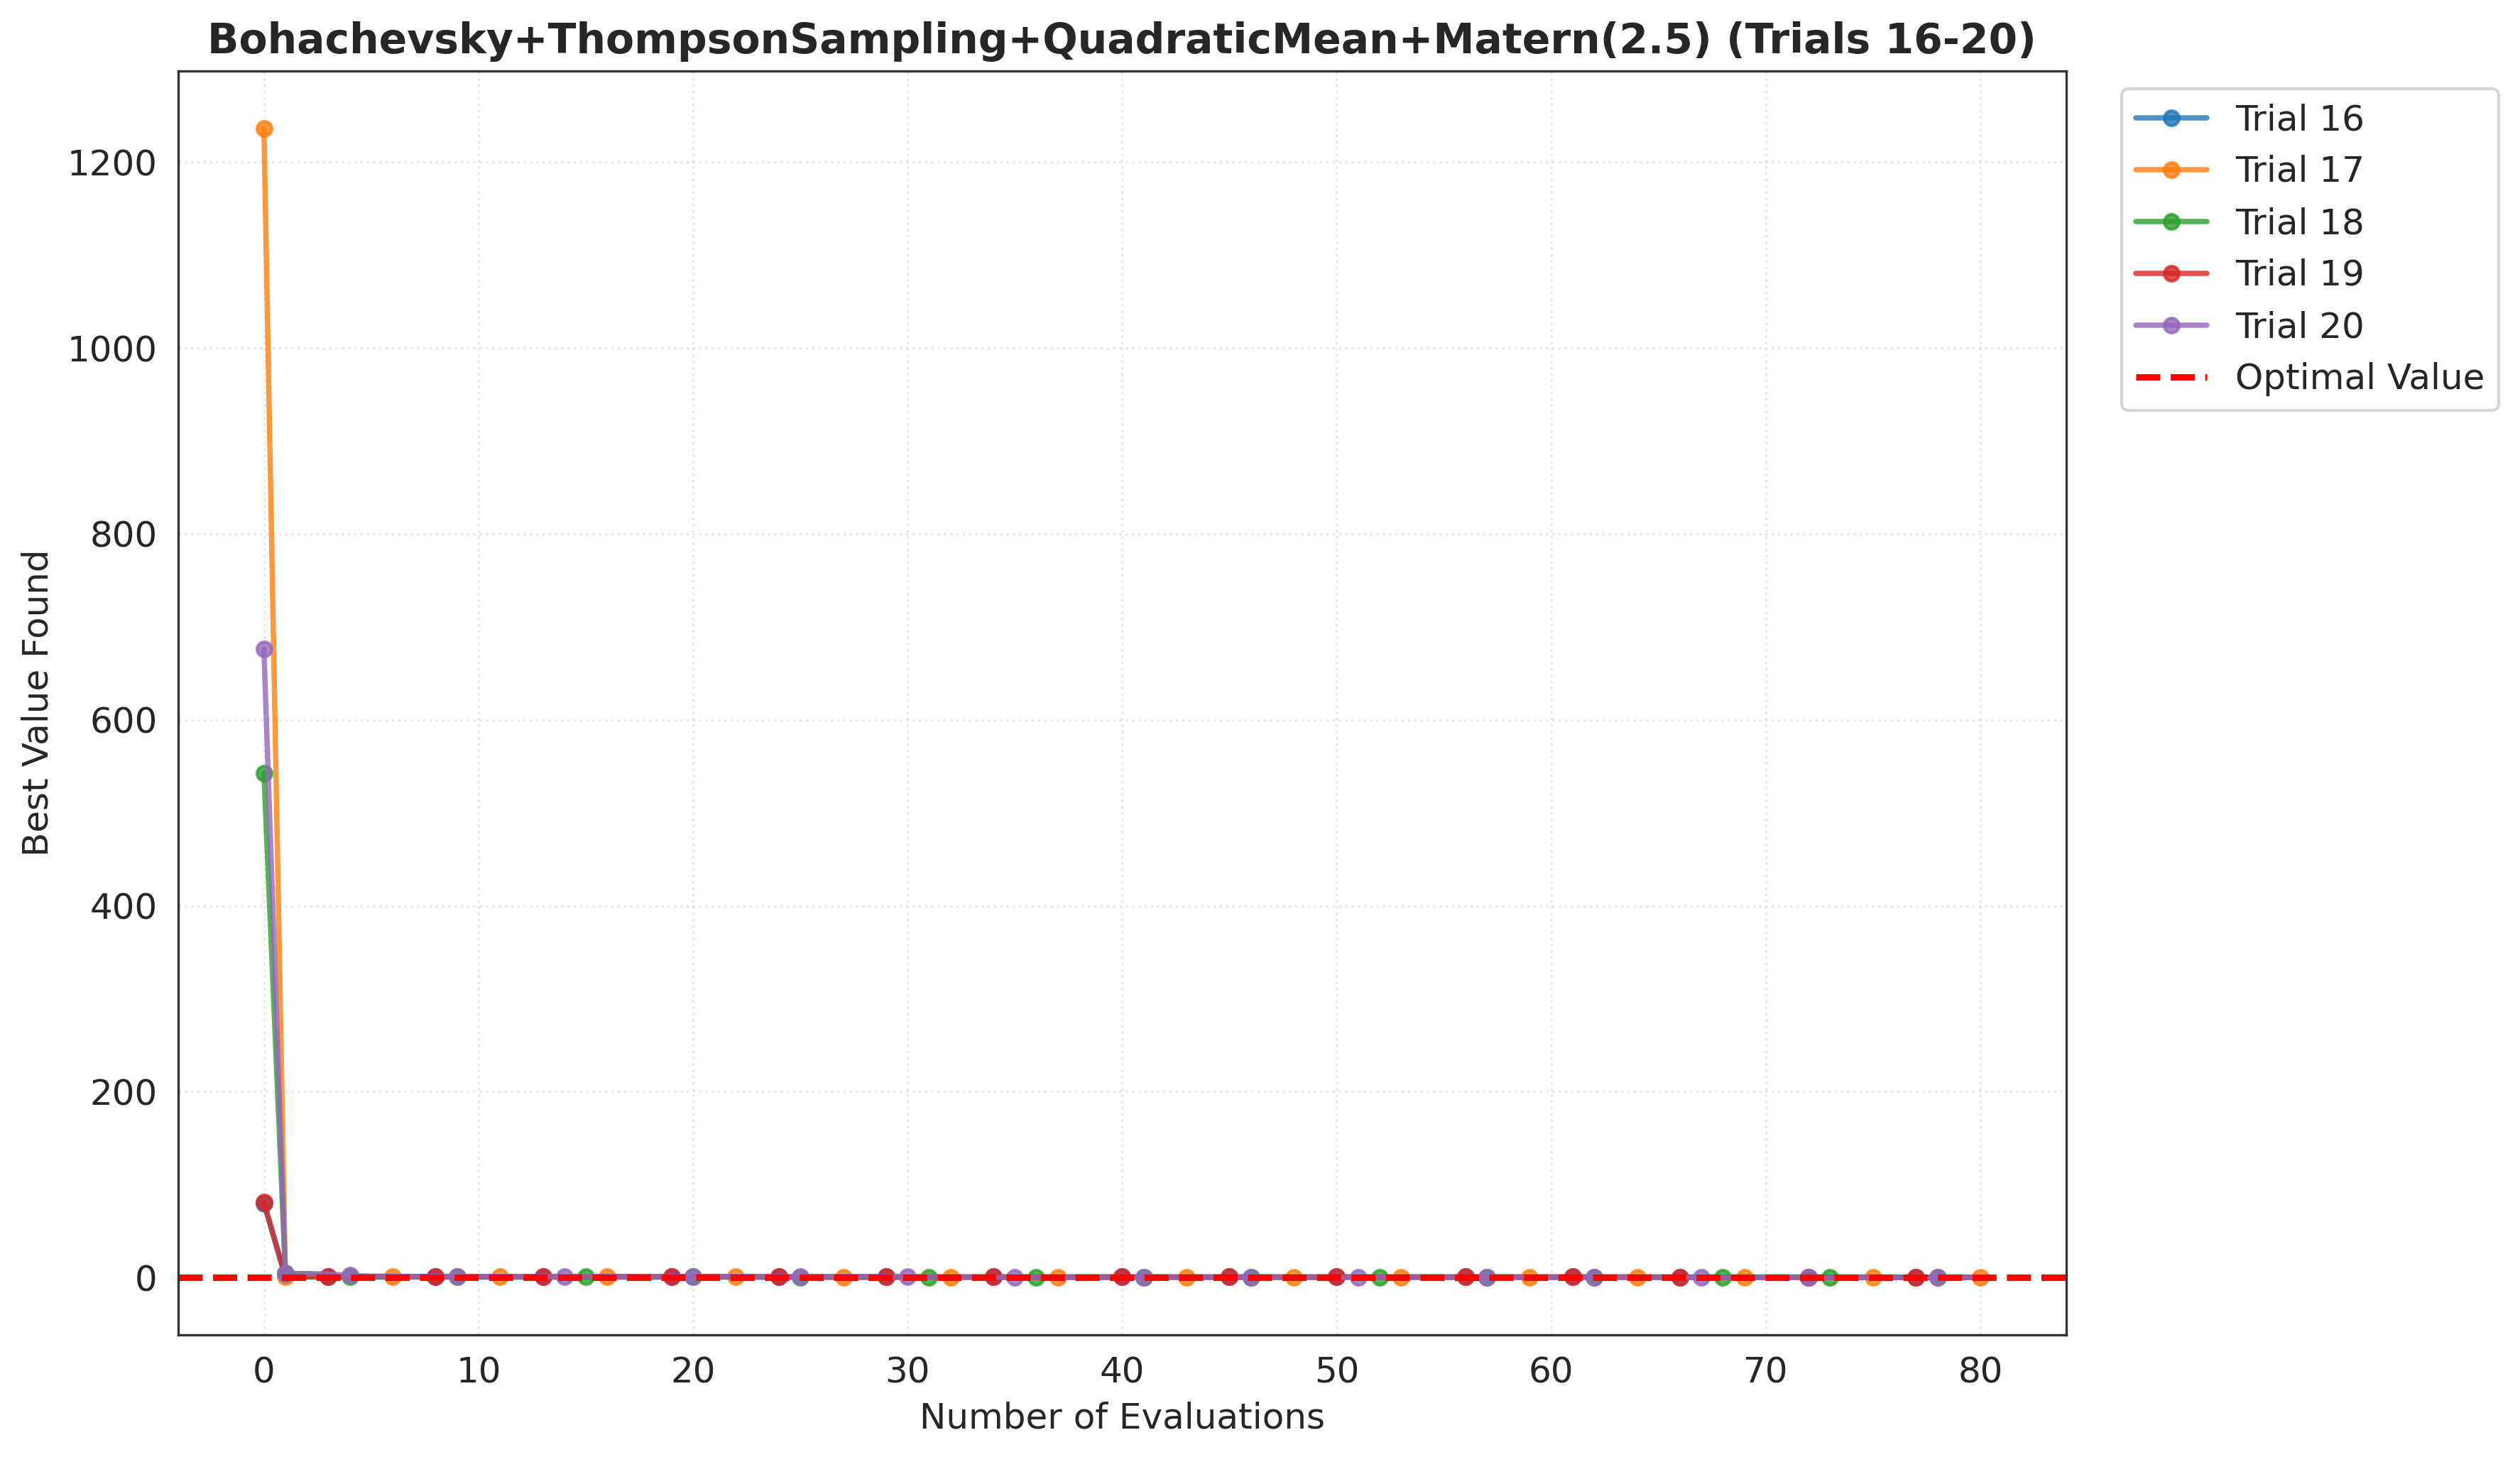 Bohachevsky+ThompsonSampling+QuadraticMean+Matern(2.5) (Trials 16-20)
Best Value Found
1200
1000
800
600
400
200
0
0 10 20 30 40 50 60 70 80
Number of Evaluations
Trial 16
Trial 17
Trial 18
Trial 19
Trial 20
Optimal Value